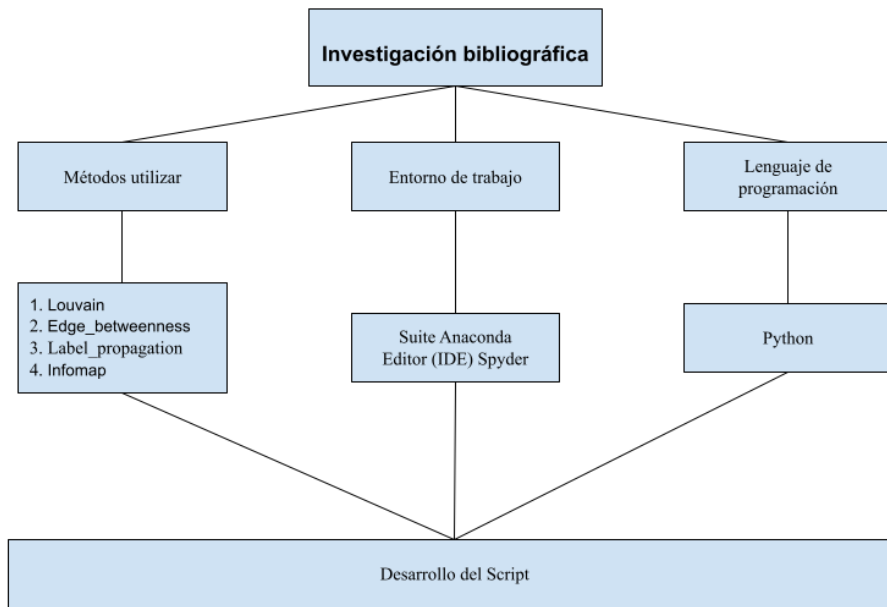 Investigación bibliográfica
Métodos utilizar
Entorno de trabajo
Lenguaje de
programación
1. Louvain
2. Edge_betweenness
3. Label_propagation
4. Infomap
Suite Anaconda
Editor (IDE) Spyder
Python
Desarrollo del Script